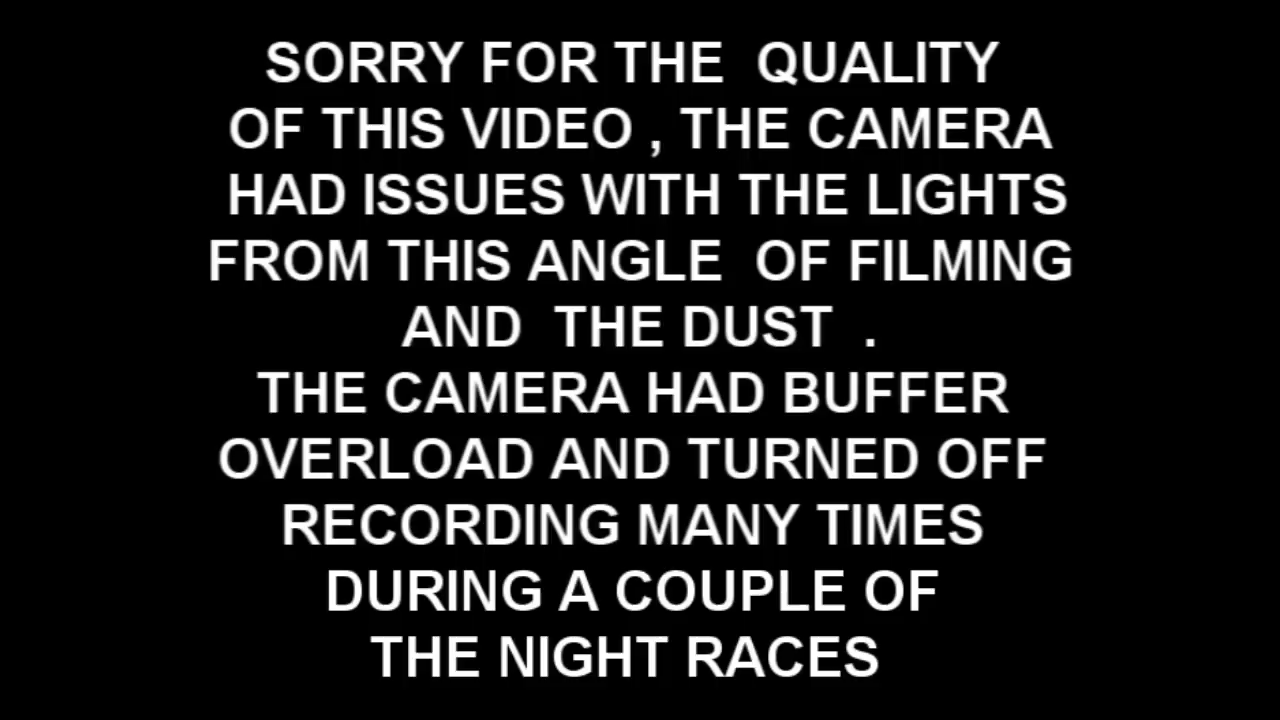 SORRY FOR THE  QUALITY
OF THIS VIDEO , THE CAMERA
HAD ISSUES WITH THE LIGHTS
FROM THIS ANGLE  OF FILMING
AND  THE DUST  .
THE CAMERA HAD BUFFER
OVERLOAD AND TURNED OFF
RECORDING MANY TIMES
DURING A COUPLE OF
THE NIGHT RACES